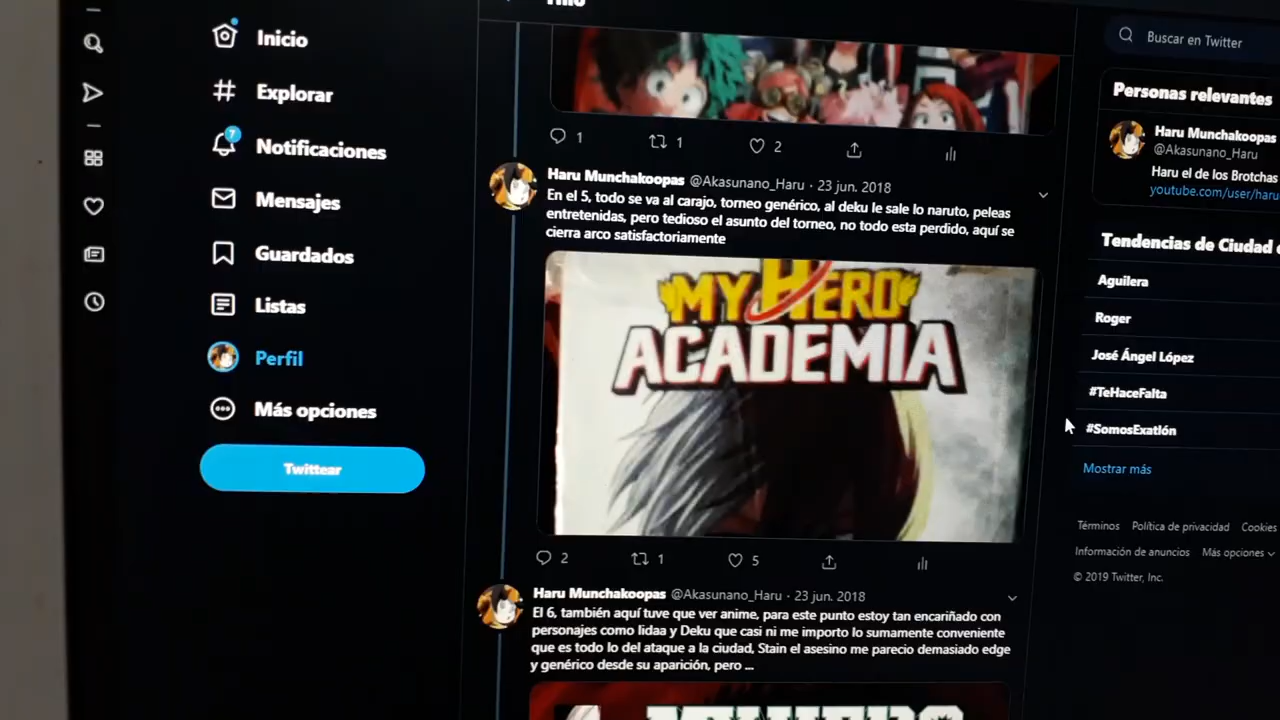 Hilo
Inicio
Explorar
7
Notificaciones
Mensajes
Guardados
Listas
Perfil
Más opciones
Twittear
1
1
2
Haru Munchakoopas @Akasunano_Haru · 23 jun. 2018
En el 5, todo se va al carajo, torneo genérico, al deku le sale lo naruto, peleas
entretenidas, pero tedioso el asunto del torneo, no todo esta perdido, aquí se
cierra arco satisfactoriamente
MY HERO
ACADEMIA
2
1
5
Haru Munchakoopas @Akasunano_Haru · 23 jun. 2018
El 6, también aquí tuve que ver anime, para este punto estoy tan encariñado con
personajes como Iidaa y Deku que casi ni me importo lo sumamente conveniente
que es todo lo del ataque a la ciudad, Stain el asesino me parecio demasiado edge
y genérico desde su aparición, pero ...
Buscar en Twitter
Personas relevantes
Haru Munchakoopas
@Akasunano_Haru
Haru el de los Brotchas
youtube.com/user/haru
Tendencias de Ciudad
Aguilera
Roger
José Ángel López
#TeHaceFalta
#SomosExatlón
Mostrar más
Términos Política de privacidad Cookies
Información de anuncios Más opciones
© 2019 Twitter, Inc.